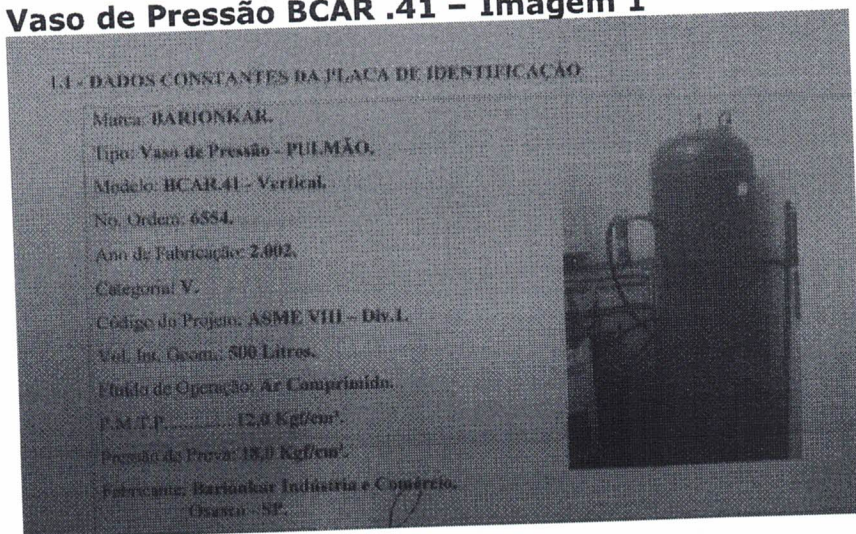 Vaso de Pressão BCAR .41 – Imagem 1
1.1 - DADOS CONSTANTES DA PLACA DE IDENTIFICAÇÃO
Marca: BARIONKAR.
Tipo: Vaso de Pressão - PULMÃO.
Modelo: BCAR.41 - Vertical.
No. Ordem: 6554.
Ano de Fabricação: 2.002.
Categoria: V.
Código do Projeto: ASME VIII – Div.1.
Vol. Int. Geom.: 500 Litros.
Fluido de Operação: Ar Comprimido.
P.M.T.P............. 12,0 Kgf/cm².
Pressão de Prova: 18,0 Kgf/cm².
Fabricante: Barionkar Indústria e Comércio.
Osasco - SP.